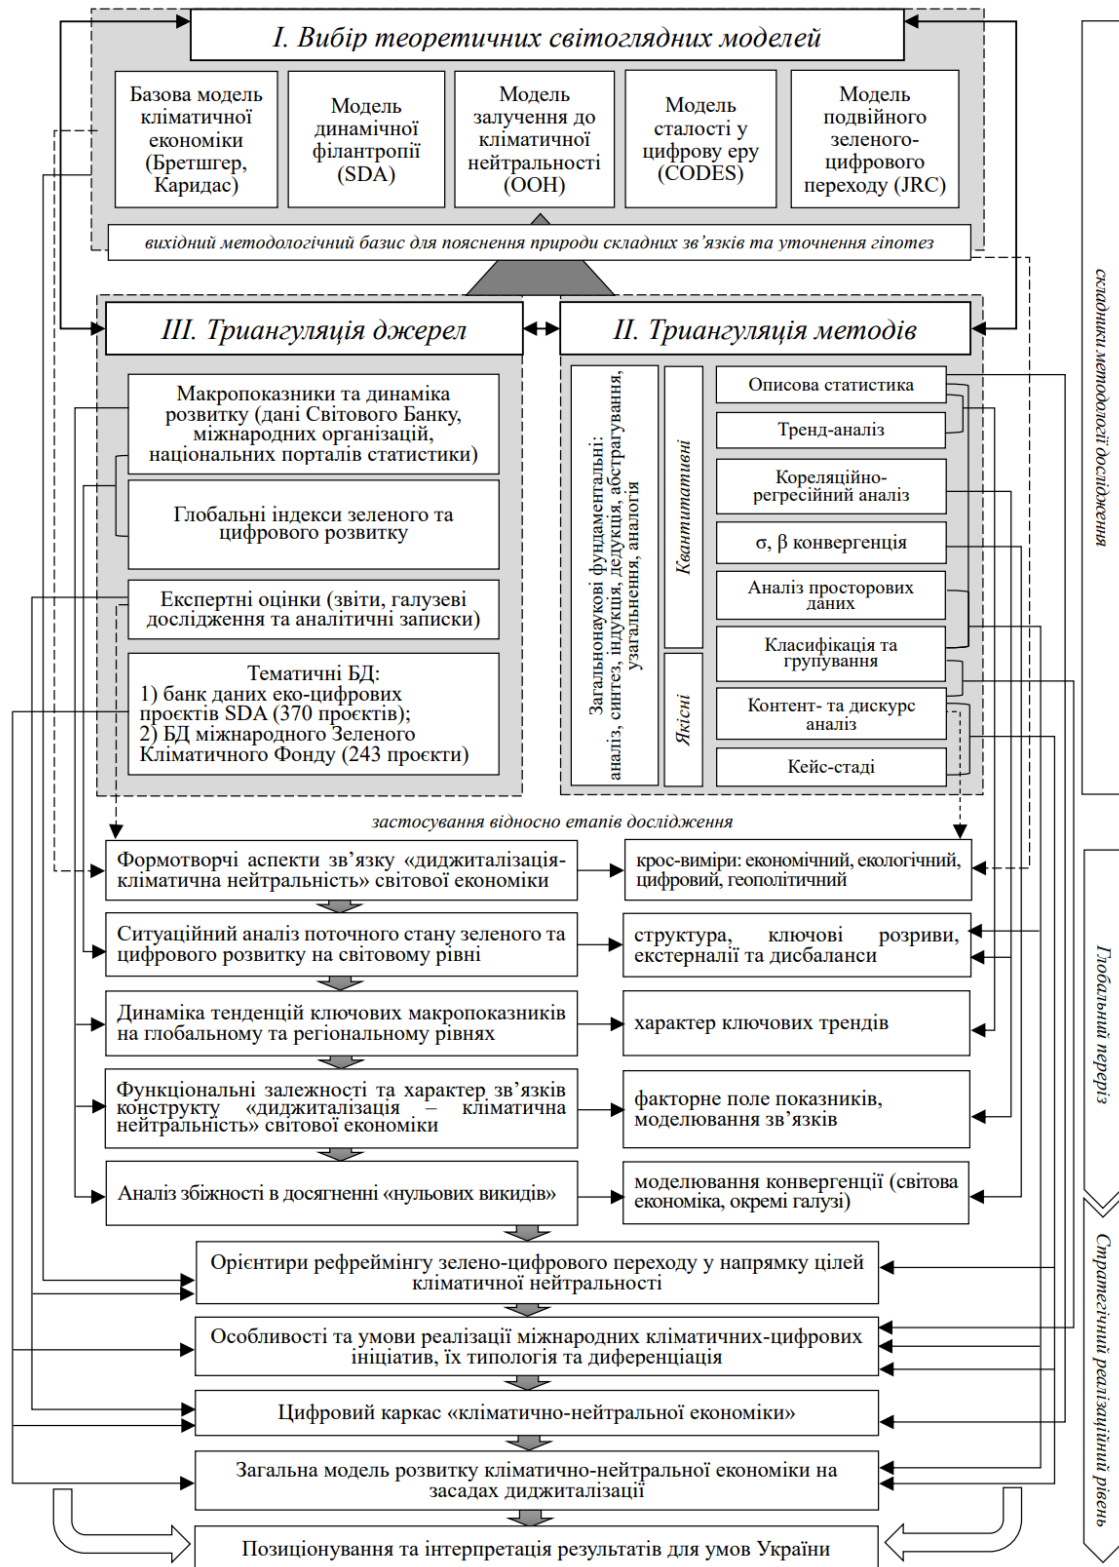 І. Вибір теоретичних світоглядних моделей
Базова модель
кліматичної
економіки
(Бретшгер,
Каридас)
Модель
динамічної
філантропії
(SDA)
Модель
залучення до
кліматичної
нейтральності
(ООН)
Модель
сталості у
цифрову еру
(CODES)
Модель
подвійного
зеленого-
цифрового
переходу (JRC)
вихідний методологічний базис для пояснення природи складних зв’язків та уточнення гіпотез
ІІІ. Триангуляція джерел
Макропоказники та динаміка
розвитку (дані Світового Банку,
міжнародних організацій,
національних порталів статистики)
Глобальні індекси зеленого та
цифрового розвитку
Експертні оцінки (звіти, галузеві
дослідження та аналітичні записки)
Тематичні БД:
1) банк даних еко-цифрових
проєктів SDA (370 проєктів);
2) БД міжнародного Зеленого
Кліматичного Фонду (243 проєкти)
ІІ. Триангуляція методів
Загальнонаукові фундаментальні:
аналіз, синтез, індукція, дедукція, абстрагування,
узагальнення, аналогія
Квантитативні
Якісні
Описова статистика
Тренд-аналіз
Кореляційно-
регресійний аналіз
σ, β конвергенція
Аналіз просторових
даних
Класифікація та
групування
Контент- та дискурс
аналіз
Кейс-стаді
складники методології дослідження
застосування відносно етапів дослідження
Формотворчі аспекти зв’язку «диджиталізація-
кліматична нейтральність» світової економіки
крос-виміри: економічний, екологічний,
цифровий, геополітичний
Ситуаційний аналіз поточного стану зеленого та
цифрового розвитку на світовому рівні
структура, ключові розриви,
екстерналії та дисбаланси
Динаміка тенденцій ключових макропоказників
на глобальному та регіональному рівнях
характер ключових трендів
Функціональні залежності та характер зв’язків
конструкту «диджиталізація – кліматична
нейтральність» світової економіки
факторне поле показників,
моделювання зв’язків
Аналіз збіжності в досягненні «нульових викидів»
моделювання конвергенції (світова
економіка, окремі галузі)
Глобальний переріз
Орієнтири рефреймінгу зелено-цифрового переходу у напрямку цілей
кліматичної нейтральності
Особливості та умови реалізації міжнародних кліматичних-цифрових
ініціатив, їх типологія та диференціація
Цифровий каркас «кліматично-нейтральної економіки»
Загальна модель розвитку кліматично-нейтральної економіки на
засадах диджиталізації
Позиціонування та інтерпретація результатів для умов України
Стратегічний реалізаційний рівень